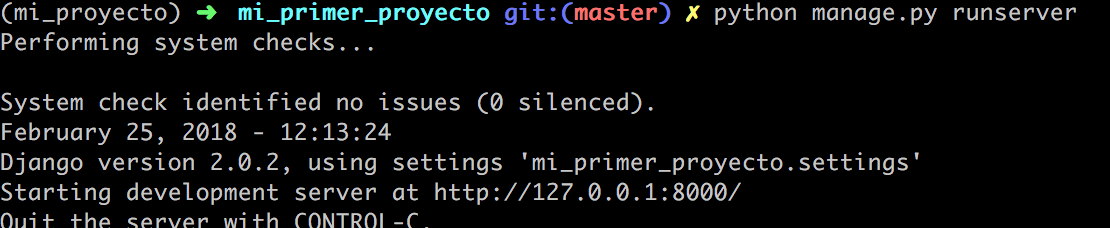 (mi_proyecto) ➜  mi_primer_proyecto git:(master) ✗ python manage.py runserver
Performing system checks...
System check identified no issues (0 silenced).
February 25, 2018 - 12:13:24
Django version 2.0.2, using settings 'mi_primer_proyecto.settings'
Starting development server at http://127.0.0.1:8000/
Quit the server with CONTROL-C.